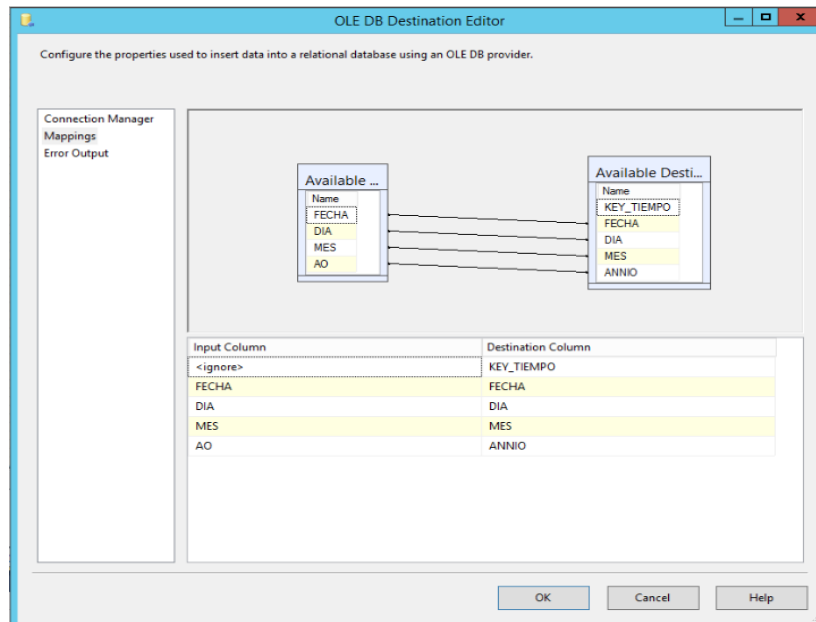 OLE DB Destination Editor
Configure the properties used to insert data into a relational database using an OLE DB provider.
Connection Manager
Mappings
Error Output
Available ...
Name
FECHA
DIA
MES
AO
Available Desti...
Name
KEY_TIEMPO
FECHA
DIA
MES
ANNIO
Input Column Destination Column
<ignore> KEY_TIEMPO
FECHA FECHA
DIA DIA
MES MES
AO ANNIO
OK Cancel Help